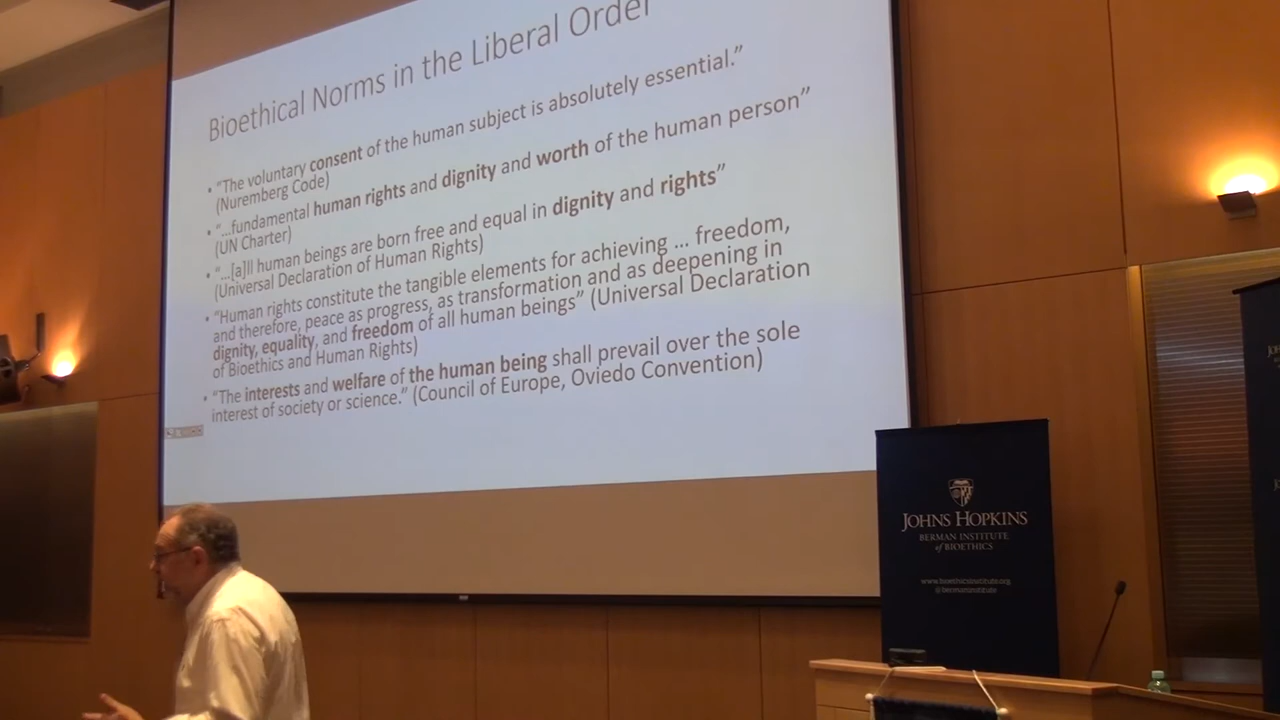 Bioethical Norms in the Liberal Order
• “The voluntary consent of the human subject is absolutely essential.”
(Nuremberg Code)
• “...fundamental human rights and dignity and worth of the human person”
(UN Charter)
• “...[a]ll human beings are born free and equal in dignity and rights”
(Universal Declaration of Human Rights)
• “Human rights constitute the tangible elements for achieving ... freedom,
and therefore, peace as progress, as transformation and as deepening in
dignity, equality, and freedom of all human beings” (Universal Declaration
of Bioethics and Human Rights)
• “The interests and welfare of the human being shall prevail over the sole
interest of society or science.” (Council of Europe, Oviedo Convention)
JOHNS HOPKINS
BERMAN INSTITUTE
of BIOETHICS
www.bioethicsinstitute.org
@bermaninstitute